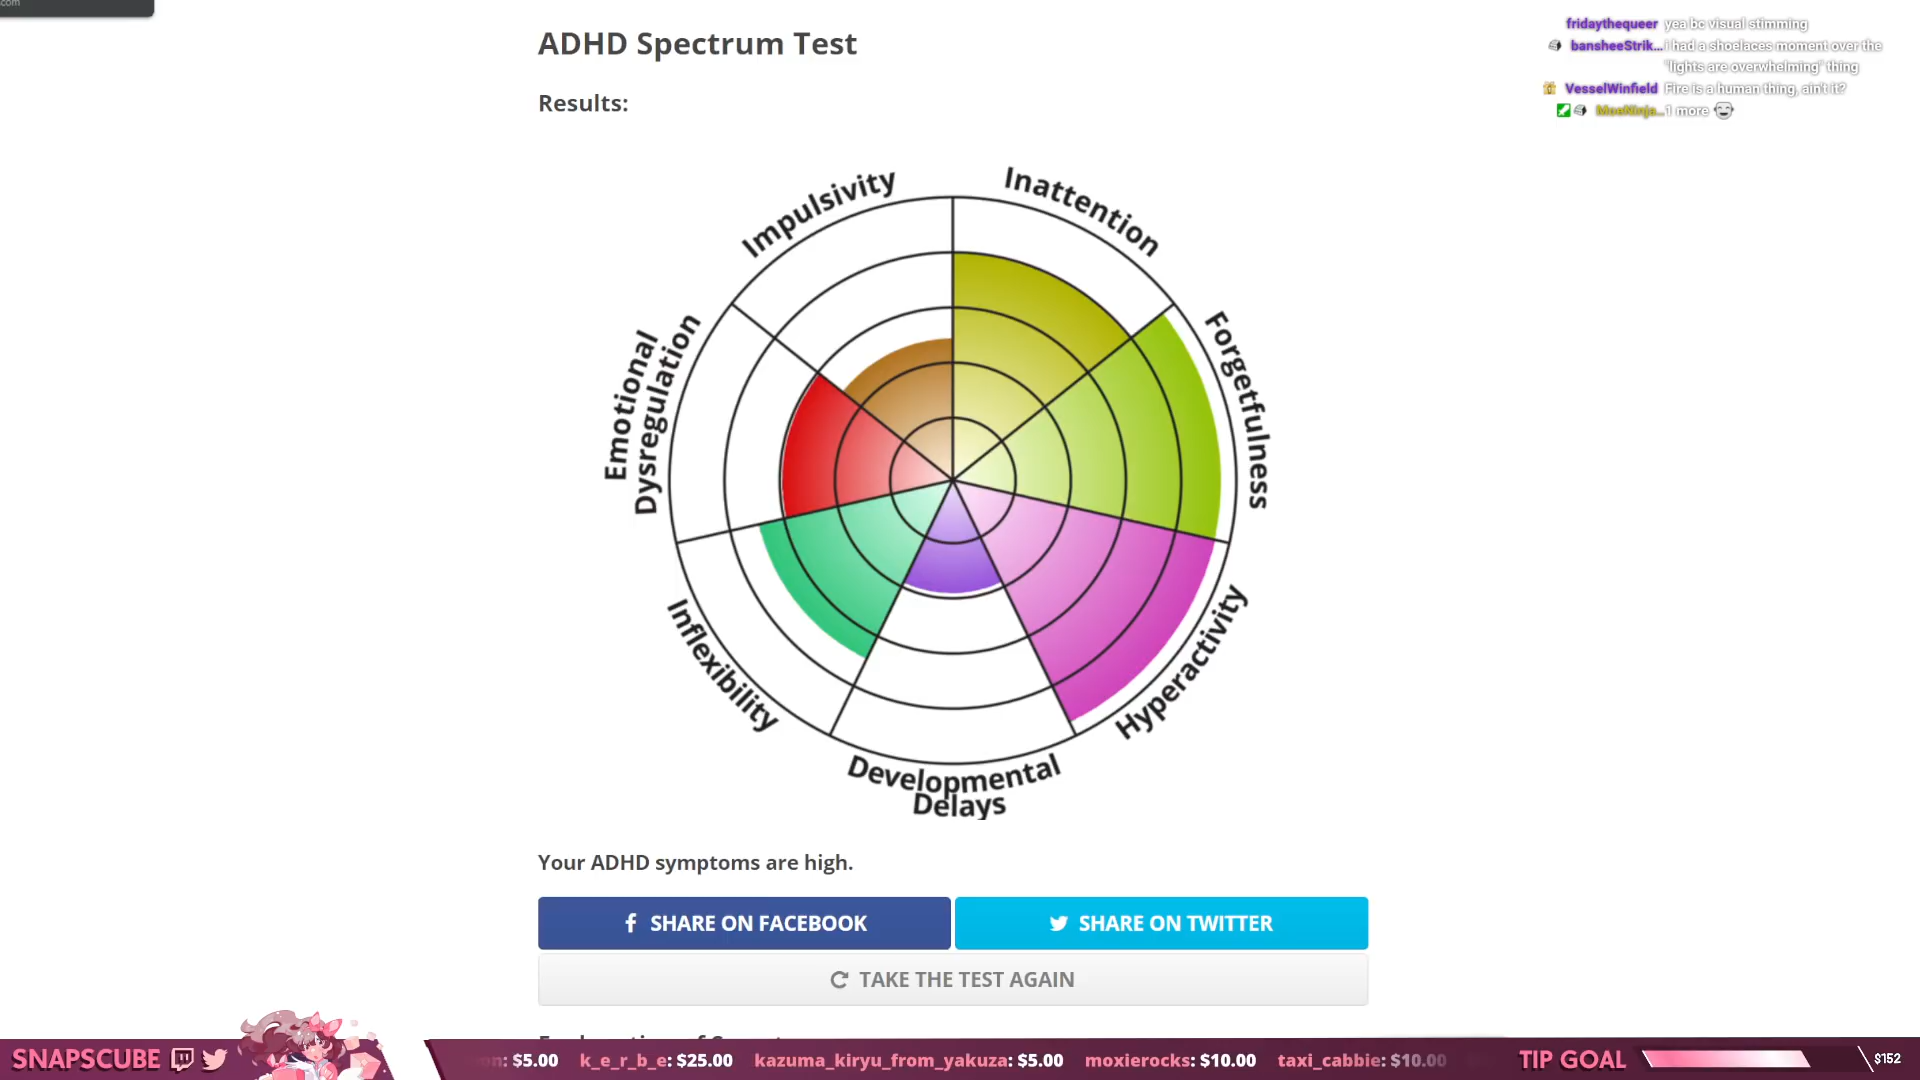 .com
ADHD Spectrum Test
fridathequeer yea bc visual stimming
bansheeStrik... i had a shoelaces moment over the
"lights are overwhelming" thing
VesselWinfield Fire is a human thing, ain't it?
MoeNinja... 1 more
Results:
Impulsivity
Inattention
Emotional
Dysregulation
Forgetfulness
Inflexibility
Hyperactivity
Developmental
Delays
Your ADHD symptoms are high.
SHARE ON FACEBOOK
SHARE ON TWITTER
TAKE THE TEST AGAIN
SNAPSCUBE
$5.00 k_e_r_b_e: $25.00 kazuma_kiryu_from_yakuza: $5.00 moxierocks: $10.00 taxi_cabbie: $10.00
TIP GOAL
$152